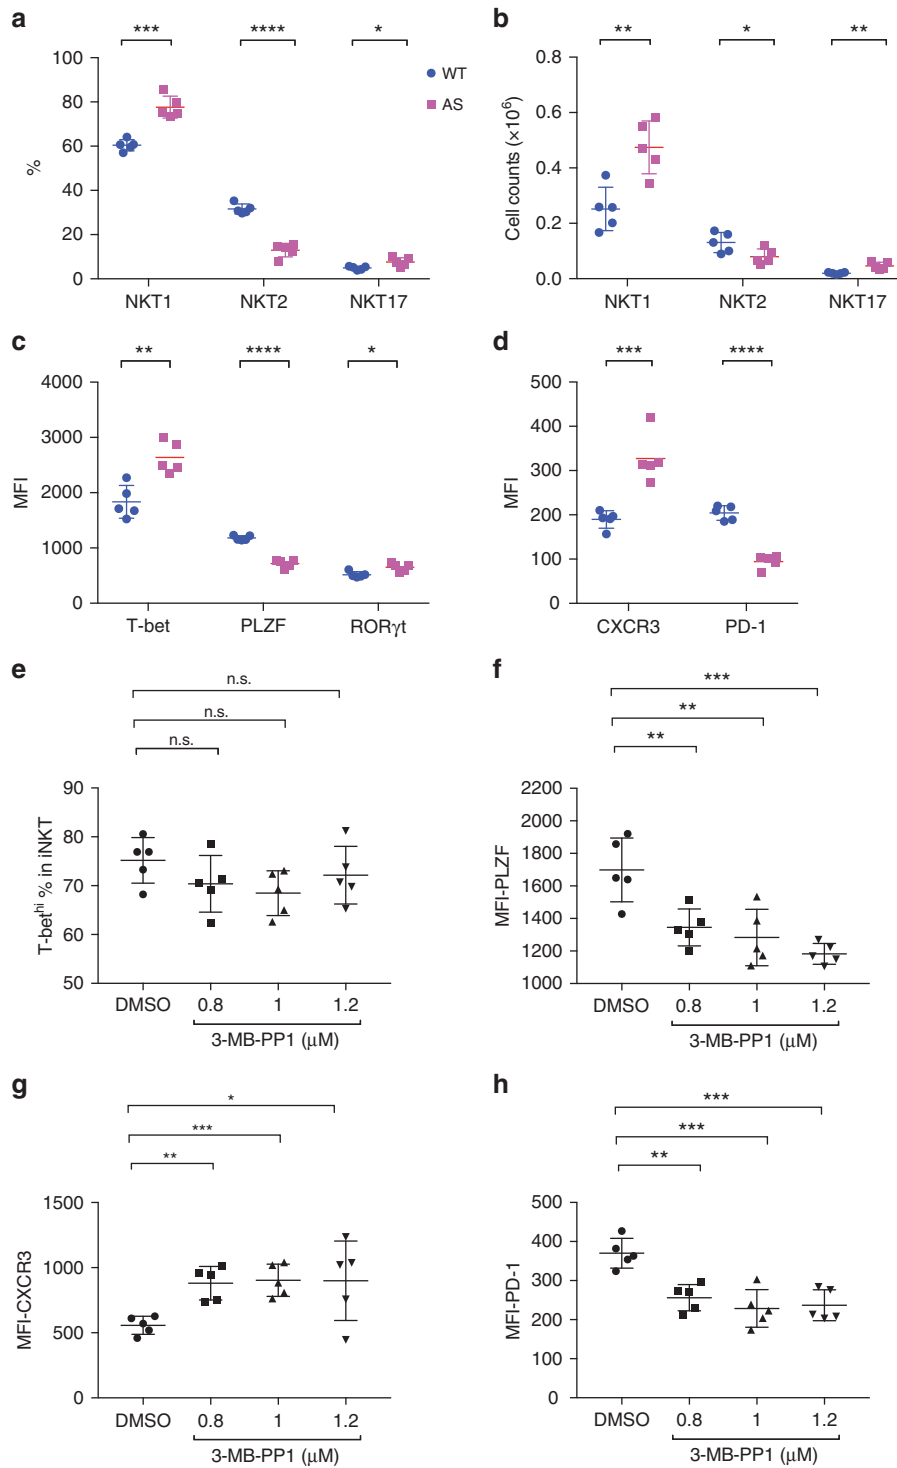 a
*** **** *
%
100
80
60
40
20
0
NKT1 NKT2 NKT17
WT
AS
b
** * **
Cell counts (×10⁶)
0.8
0.6
0.4
0.2
0.0
NKT1 NKT2 NKT17
c
** **** *
MFI
4000
3000
2000
1000
0
T-bet PLZF RORγt
d
*** ****
MFI
500
400
300
200
100
0
CXCR3 PD-1
e
n.s.
n.s.
n.s.
T-betʰⁱ % in iNKT
90
80
70
60
50
DMSO 0.8 1 1.2
3-MB-PP1 (μM)
f
***
**
**
MFI-PLZF
2200
2000
1800
1600
1400
1200
1000
DMSO 0.8 1 1.2
3-MB-PP1 (μM)
g
*
***
**
MFI-CXCR3
1500
1000
500
0
DMSO 0.8 1 1.2
3-MB-PP1 (μM)
h
***
***
**
MFI-PD-1
500
400
300
200
100
0
DMSO 0.8 1 1.2
3-MB-PP1 (μM)